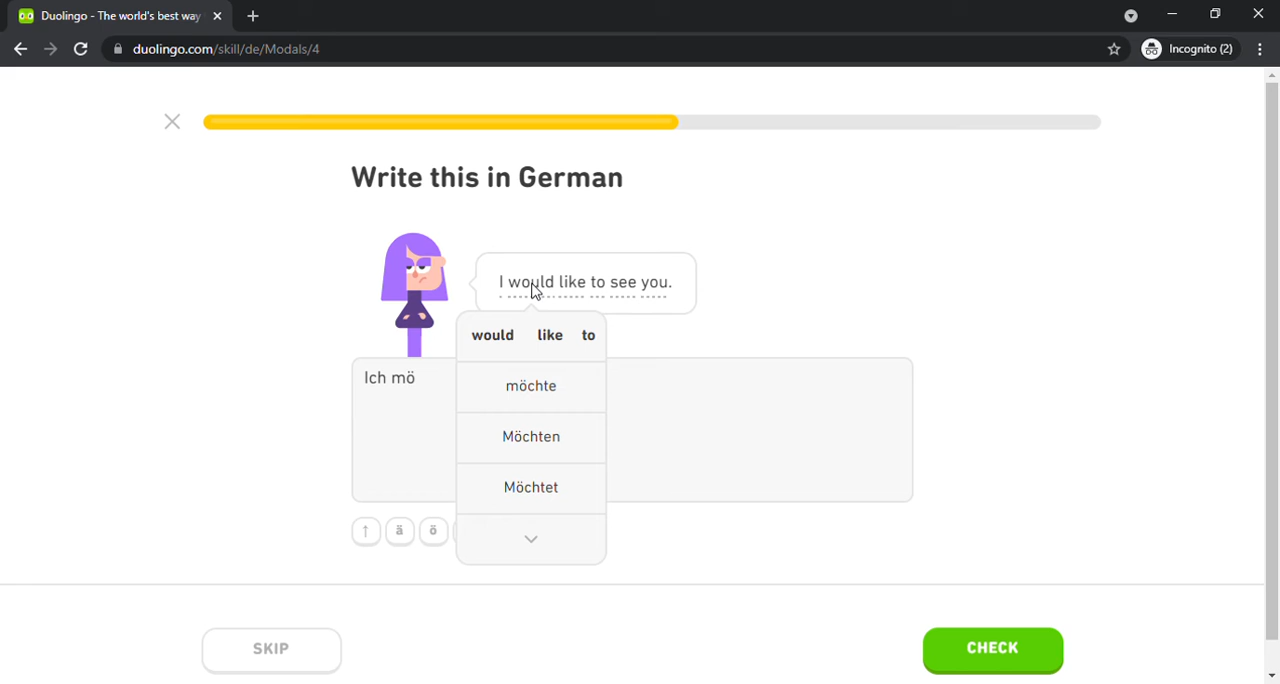 Duolingo - The world's best way
duolingo.com/skill/de/Modals/4
Incognito (2)
Write this in German
I would like to see you.
would like to
möchte
Möchten
Möchtet
Ich mö
↑ ä ö
SKIP
CHECK